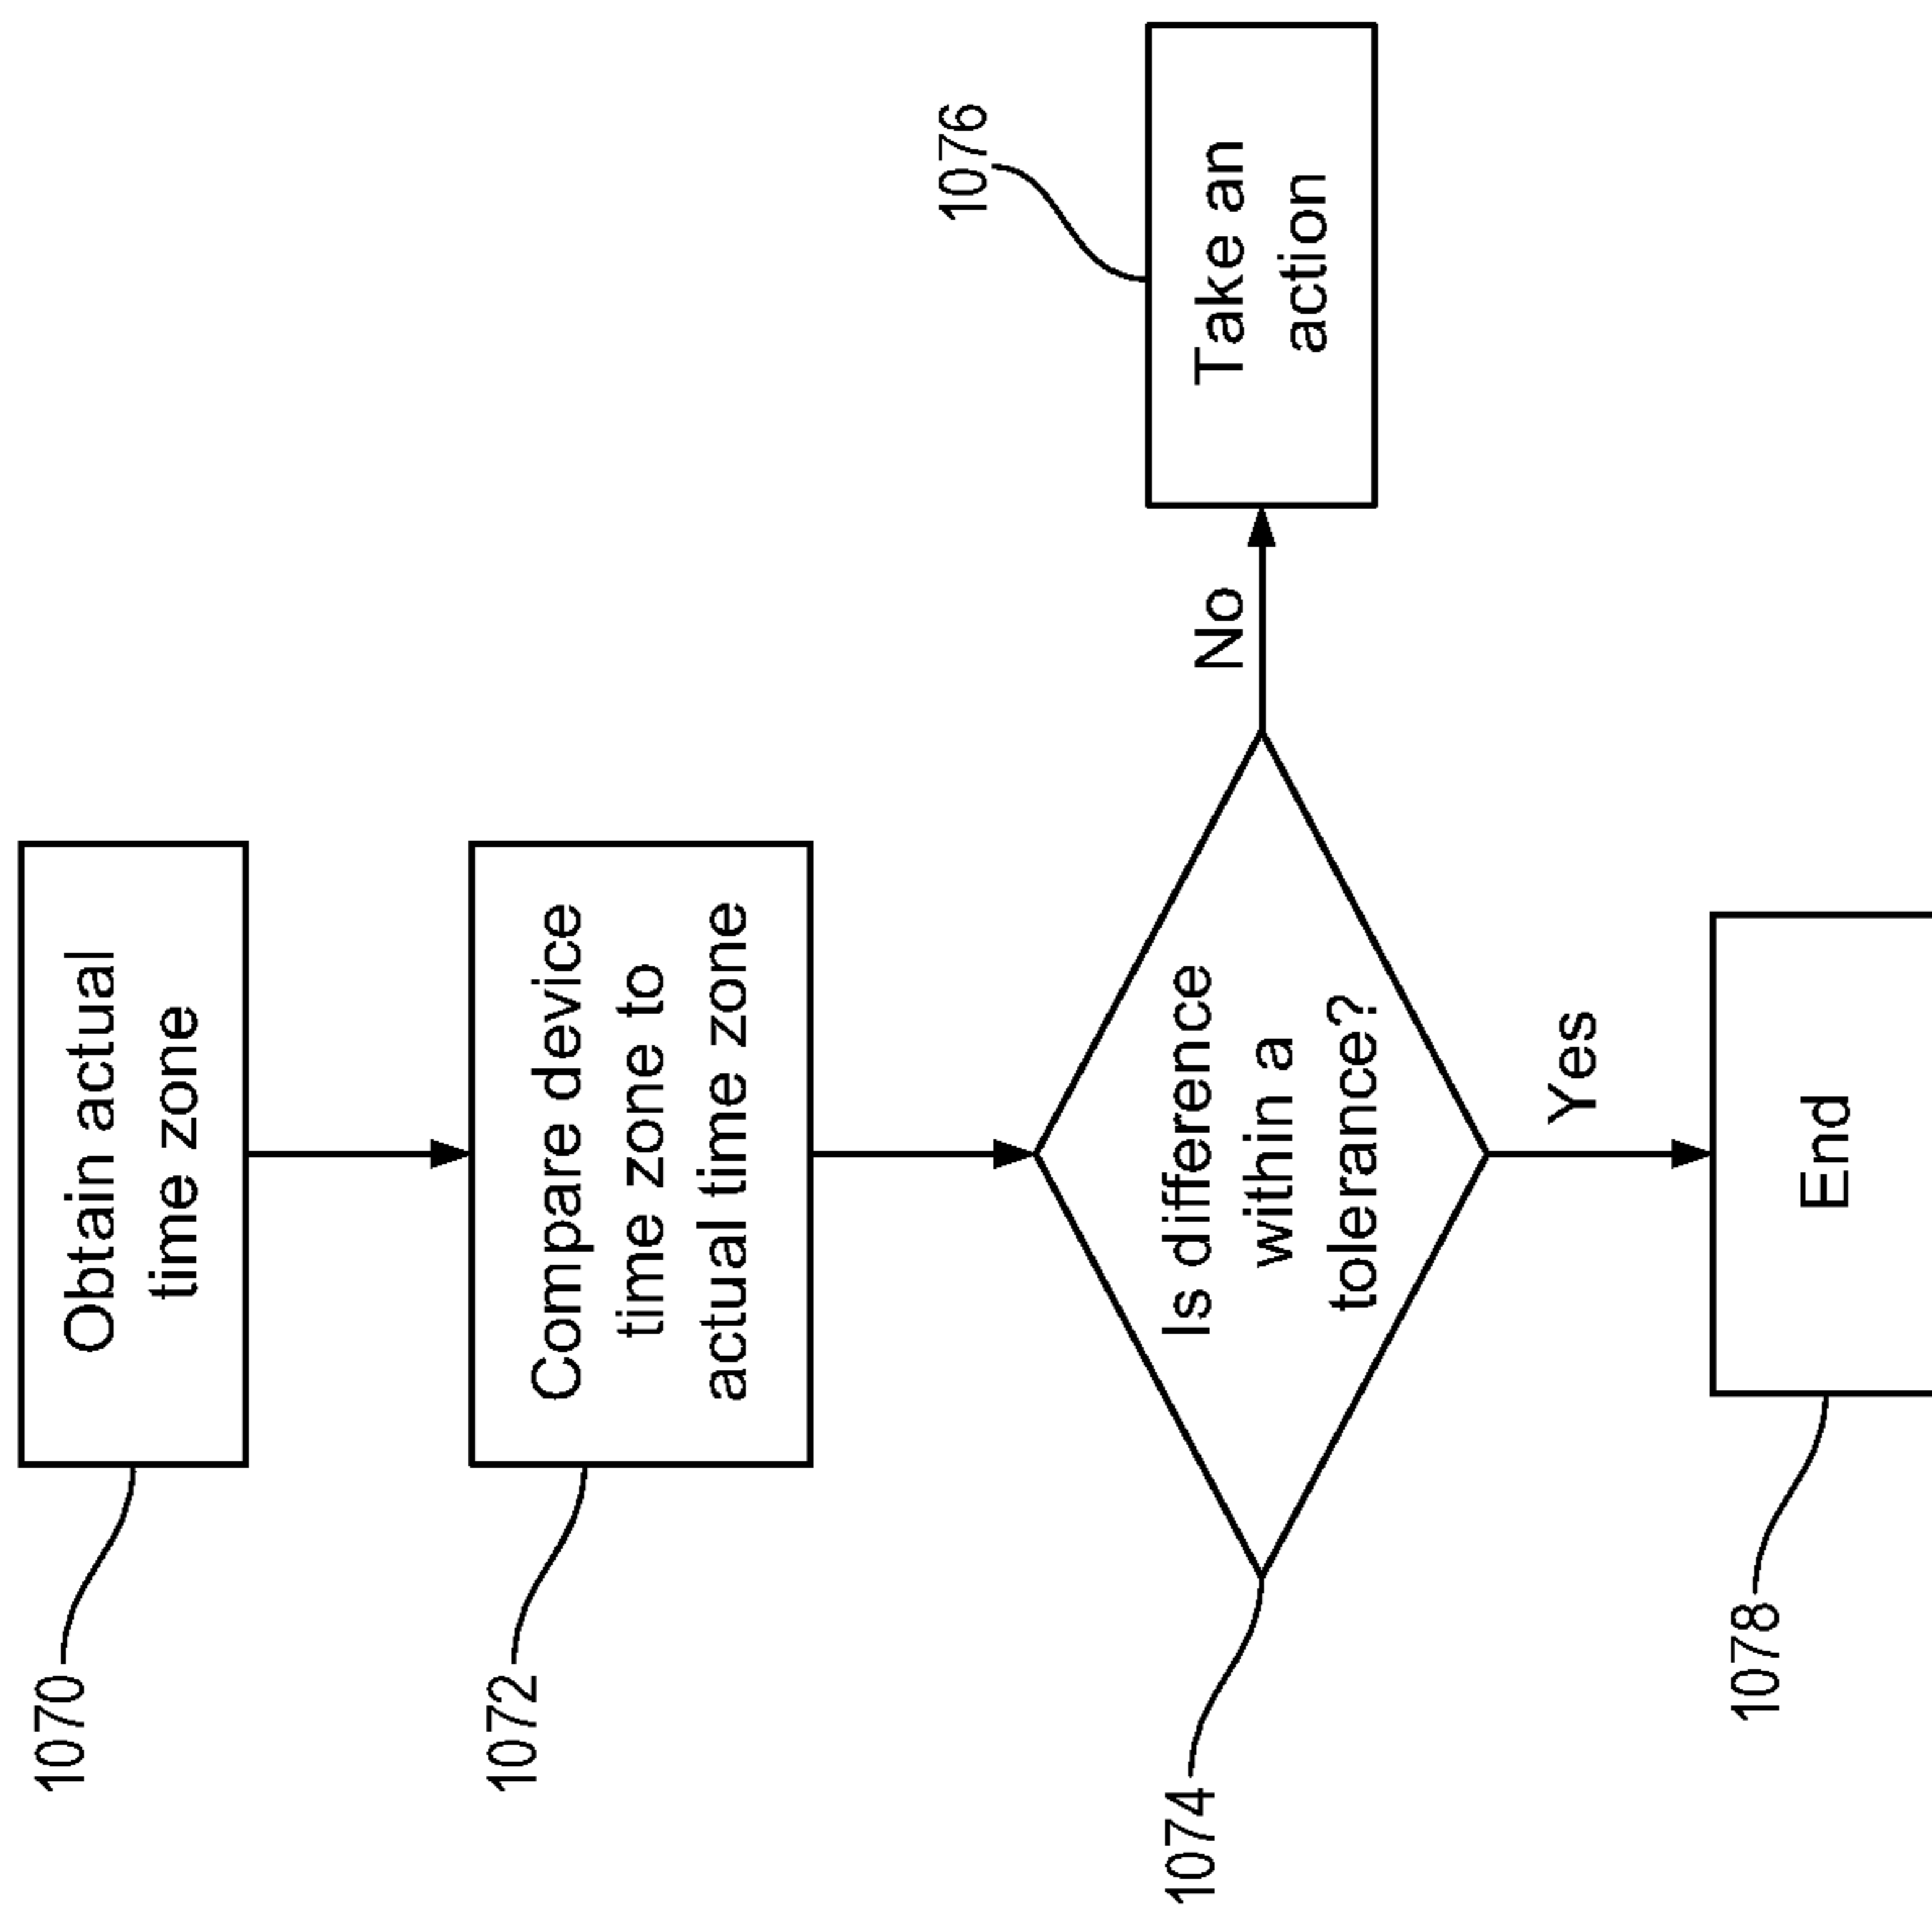 1070
Obtain actual
time zone
1072
Compare device
time zone to
actual time zone
1074
Is difference
within a
tolerance?
No
1076
Take an
action
Yes
1078
End